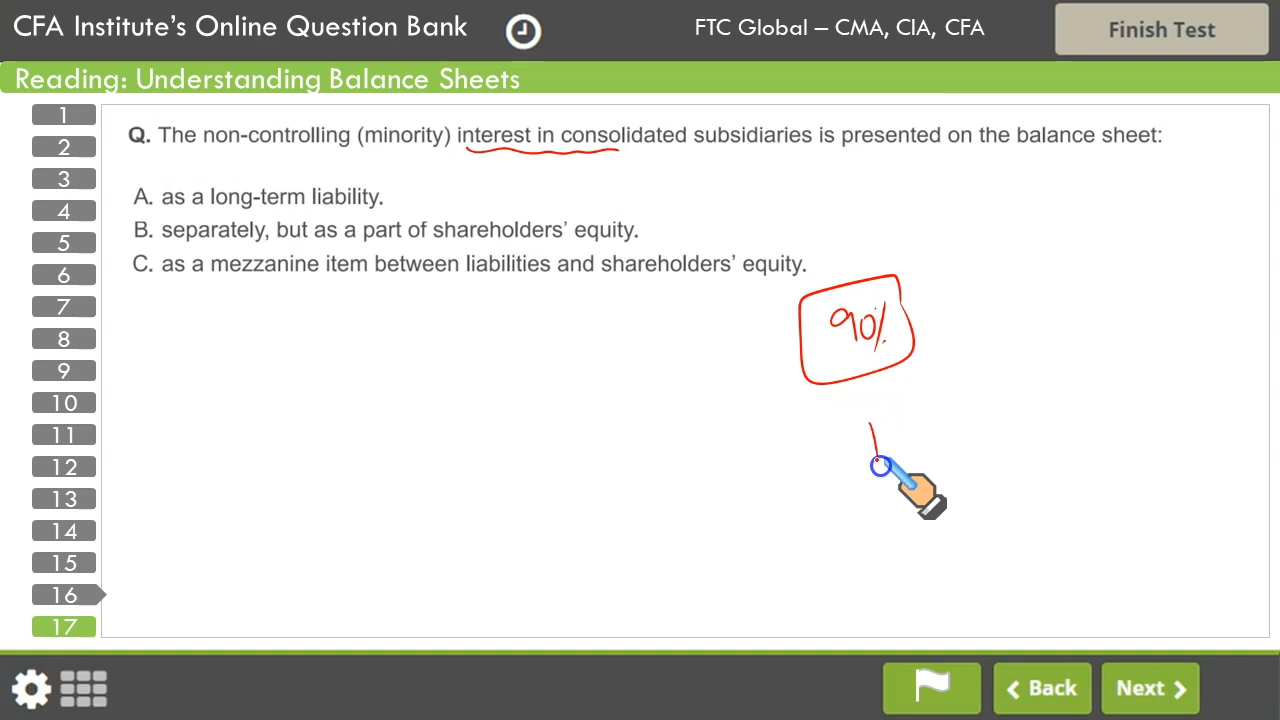 CFA Institute's Online Question Bank
FTC Global – CMA, CIA, CFA
Finish Test
Reading: Understanding Balance Sheets
1
2
3
4
5
6
7
8
9
10
11
12
13
14
15
16
17
Q. The non-controlling (minority) interest in consolidated subsidiaries is presented on the balance sheet:
A. as a long-term liability.
B. separately, but as a part of shareholders' equity.
C. as a mezzanine item between liabilities and shareholders' equity.
90%
Back
Next